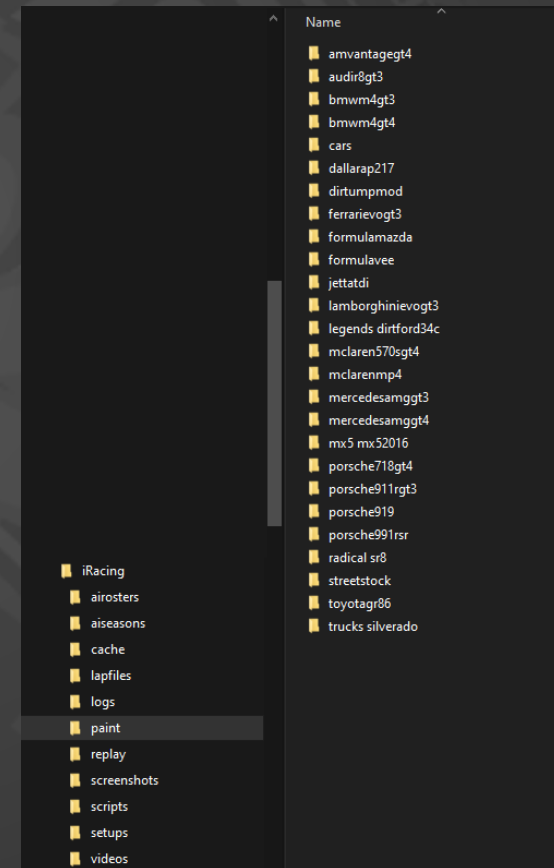 iRacing
airosters
aiseasons
cache
lapfiles
logs
paint
replay
screenshots
scripts
setups
videos
Name
amvantagegt4
audir8gt3
bmwm4gt3
bmwm4gt4
cars
dallarap217
dirtumpmod
ferrarievogt3
formulamazda
formulavee
jettatdi
lamborghinievogt3
legends dirtford34c
mclaren570sgt4
mclarenmp4
mercedesamggt3
mercedesamggt4
mx5 mx52016
porsche718gt4
porsche911rgt3
porsche919
porsche991rsr
radical sr8
streetstock
toyotagr86
trucks silverado